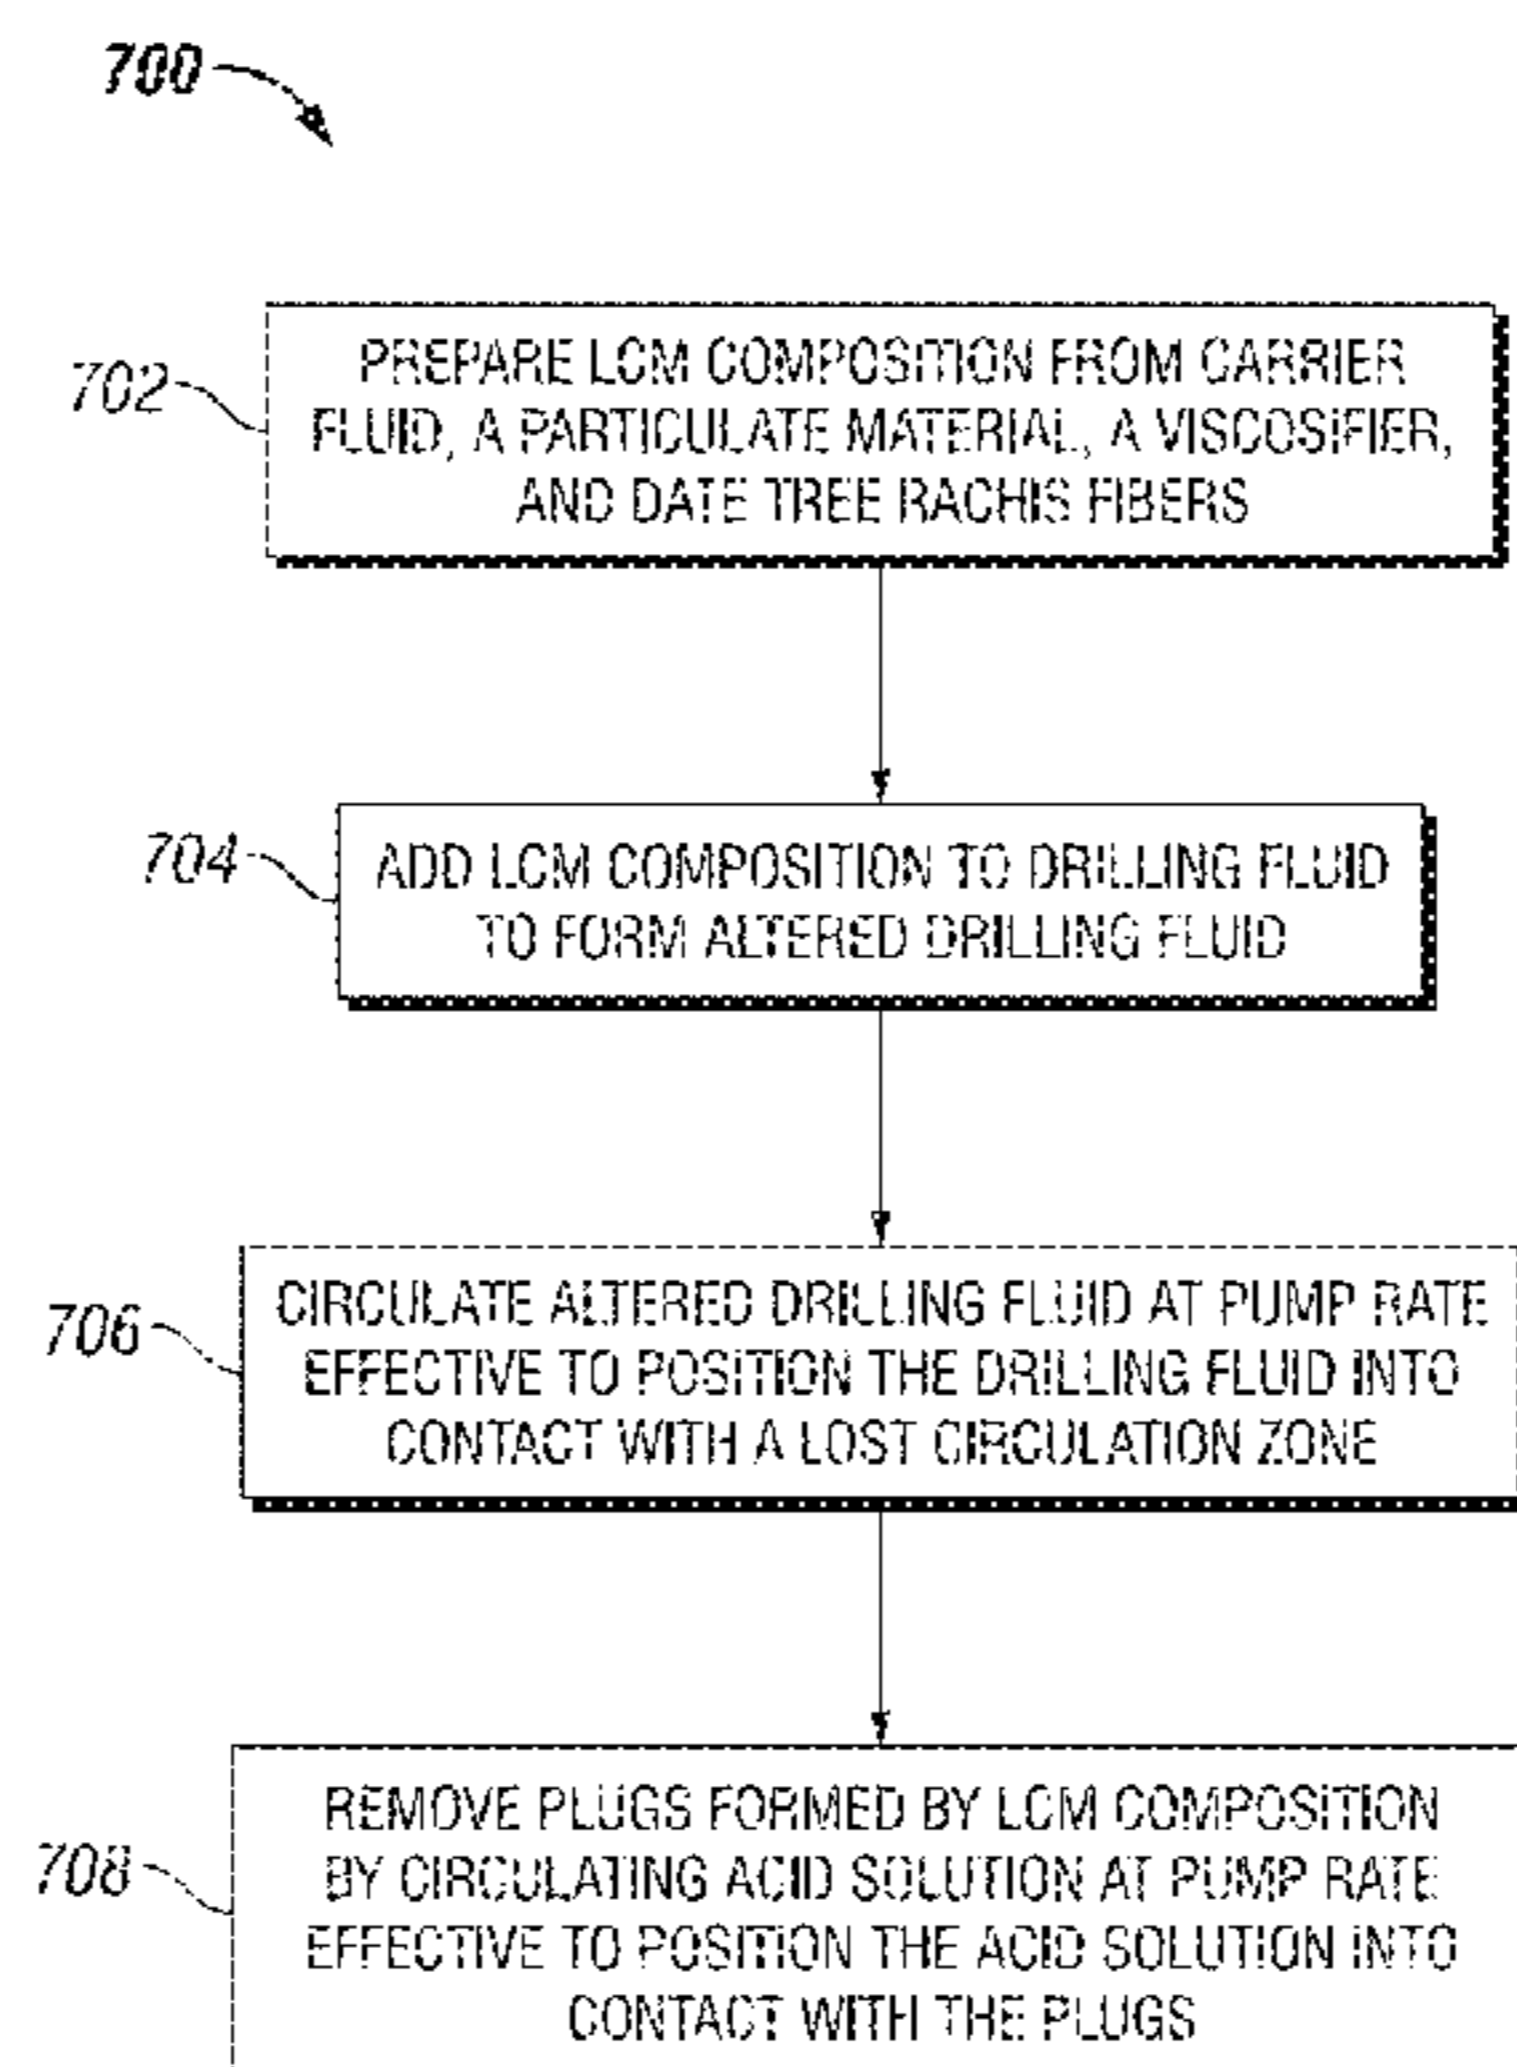 700
702
PREPARE LCM COMPOSITION FROM CARRIER
FLUID, A PARTICULATE MATERIAL, A VISCOSIFIER,
AND DATE TREE RACHIS FIBERS
704
ADD LCM COMPOSITION TO DRILLING FLUID
TO FORM ALTERED DRILLING FLUID
706
CIRCULATE ALTERED DRILLING FLUID AT PUMP RATE
EFFECTIVE TO POSITION THE DRILLING FLUID INTO
CONTACT WITH A LOST CIRCULATION ZONE
708
REMOVE PLUGS FORMED BY LCM COMPOSITION
BY CIRCULATING ACID SOLUTION AT PUMP RATE
EFFECTIVE TO POSITION THE ACID SOLUTION INTO
CONTACT WITH THE PLUGS